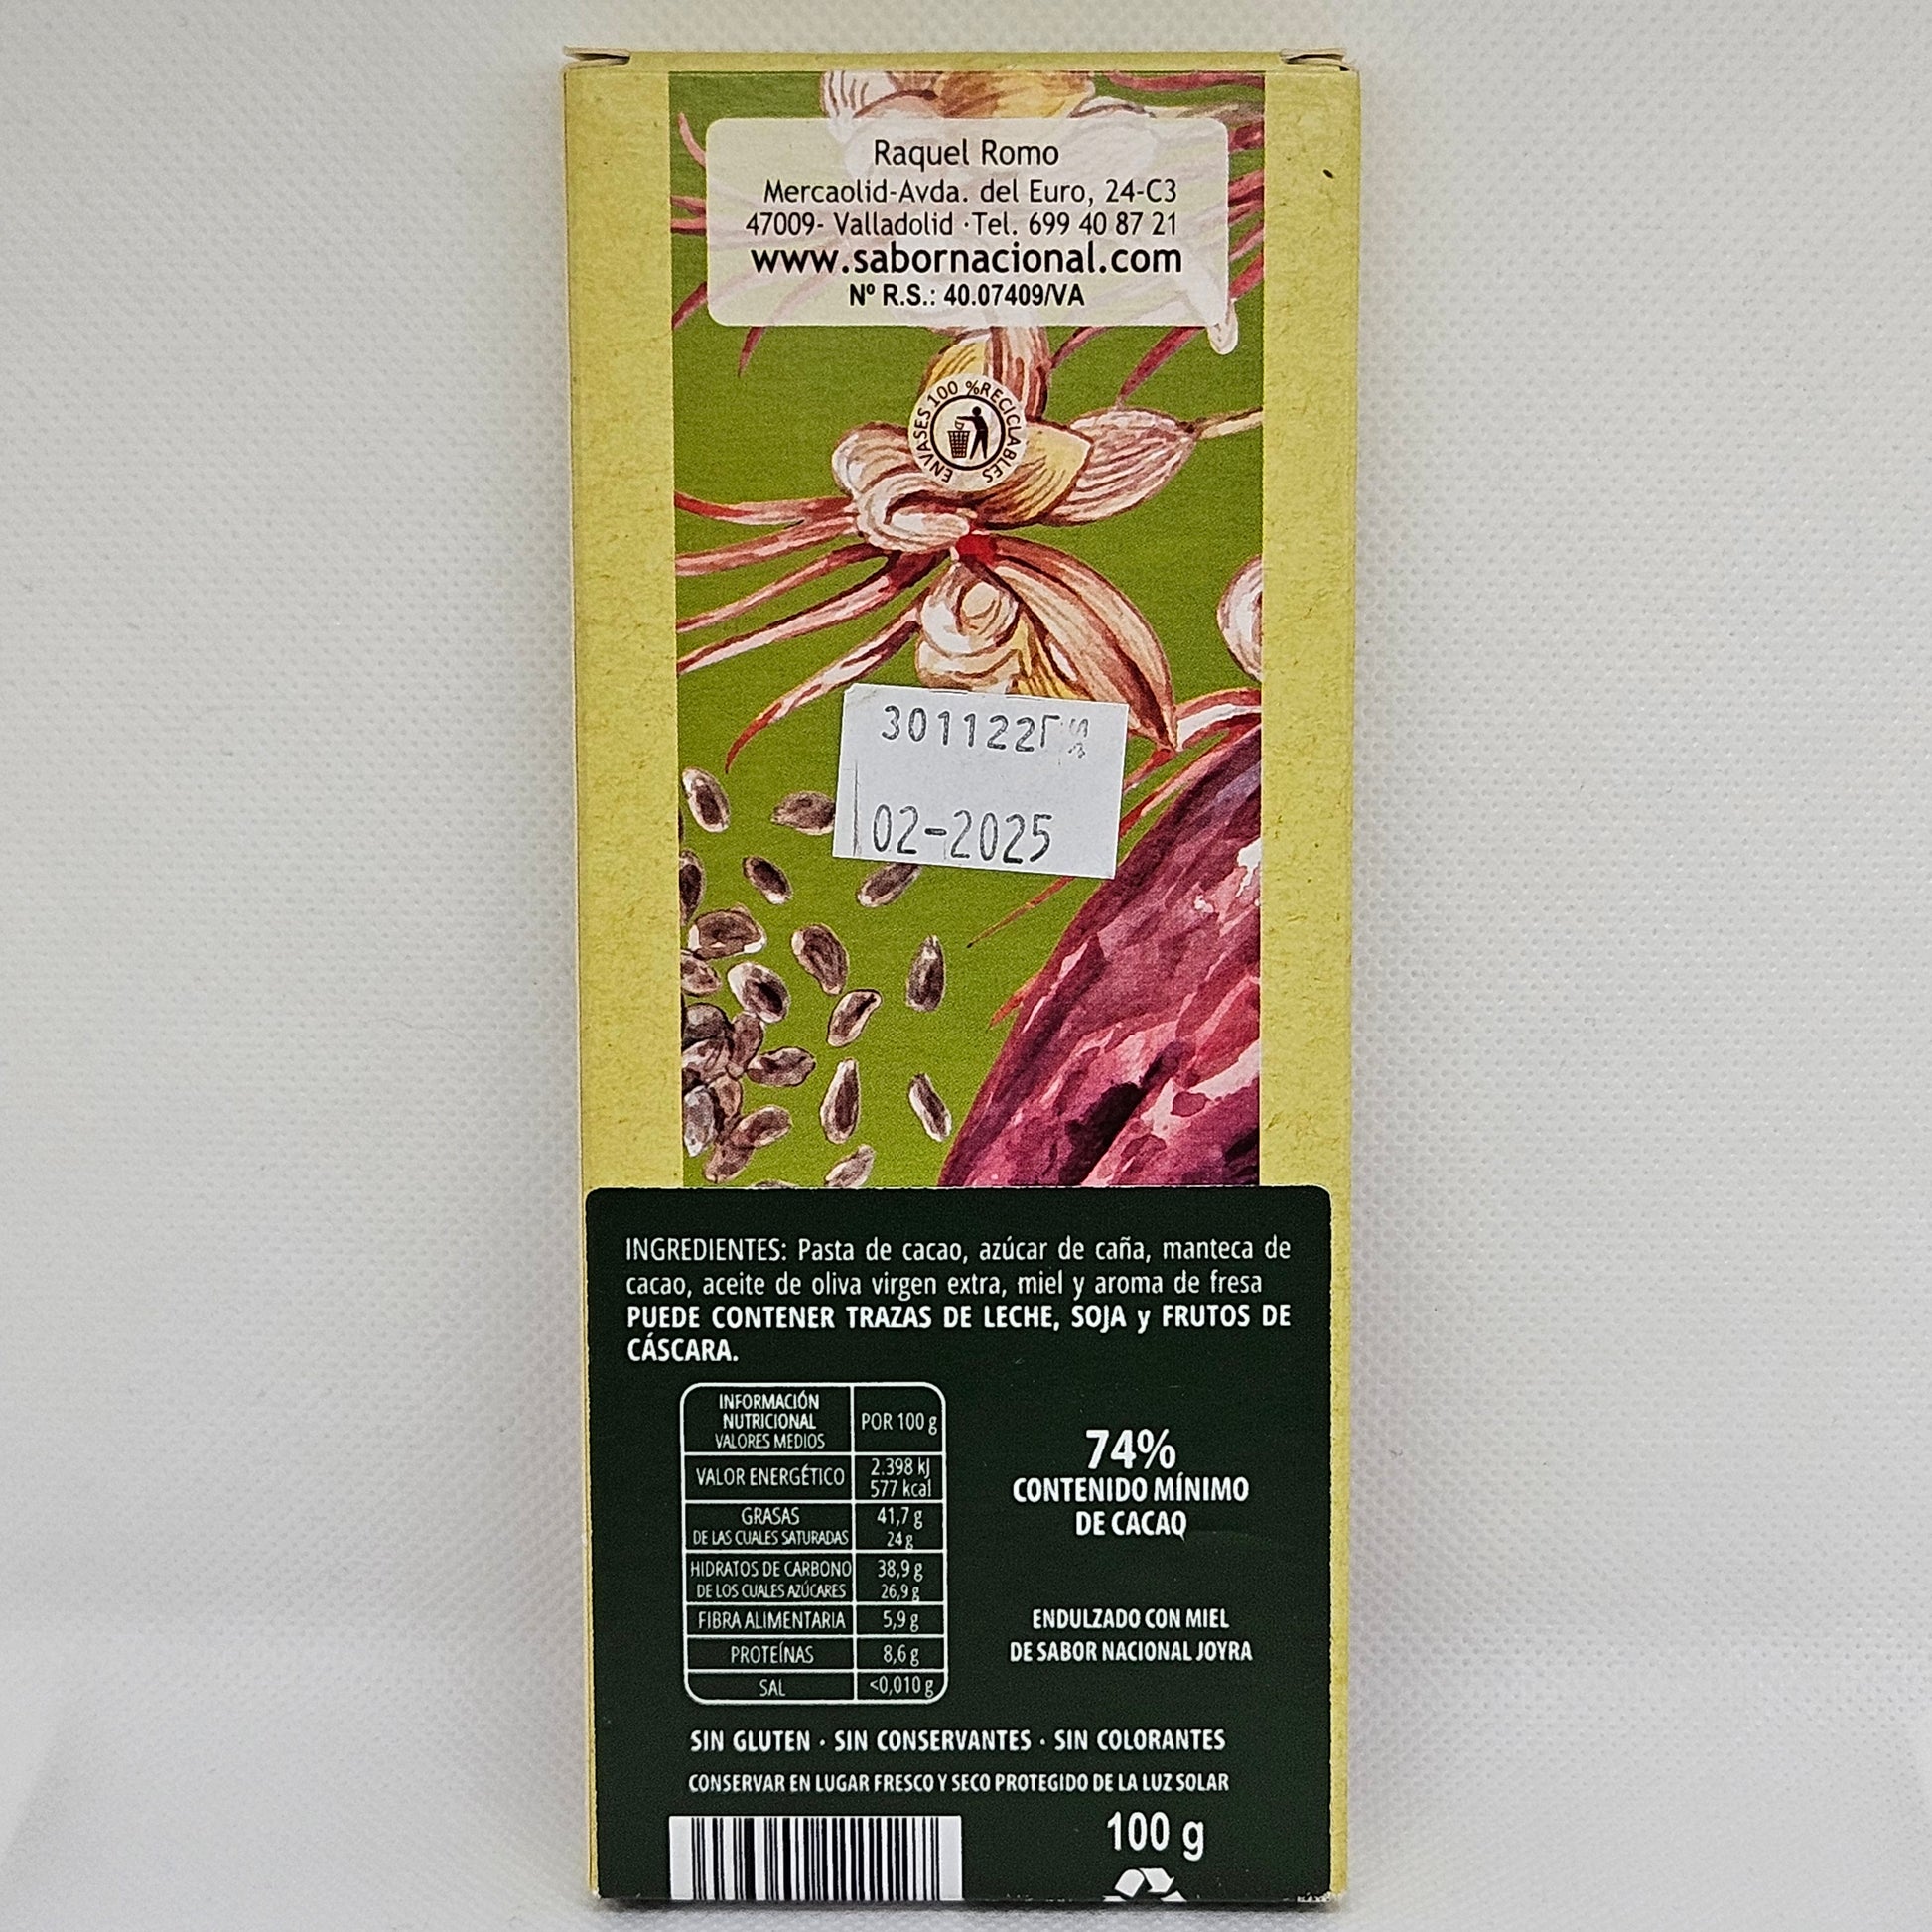 Raquel Romo
Mercaolid-Avda. del Euro, 24-C3
47009- Valladolid ·Tel. 699 40 87 21
www.sabornacional.com
Nº R.S.: 40.07409/VA
ENVASES 100 %RECICLABLES
02-2025
INGREDIENTES: Pasta de cacao, azúcar de caña, manteca de
cacao, aceite de oliva virgen extra, miel y aroma de fresa
PUEDE CONTENER TRAZAS DE LECHE, SOJA y FRUTOS DE
CÁSCARA.
INFORMACIÓN
NUTRICIONAL
VALORES MEDIOS
POR 100 g
VALOR ENERGÉTICO
2.398 kJ
577 kcal
GRASAS
41,7 g
DE LAS CUALES SATURADAS
24 g
HIDRATOS DE CARBONO
38,9 g
DE LOS CUALES AZÚCARES
26,9 g
FIBRA ALIMENTARIA
5,9 g
PROTEÍNAS
8,6 g
SAL
<0,010 g
74%
CONTENIDO MÍNIMO
DE CACAO
ENDULZADO CON MIEL
DE SABOR NACIONAL JOYRA
SIN GLUTEN · SIN CONSERVANTES · SIN COLORANTES
CONSERVAR EN LUGAR FRESCO Y SECO PROTEGIDO DE LA LUZ SOLAR
100 g